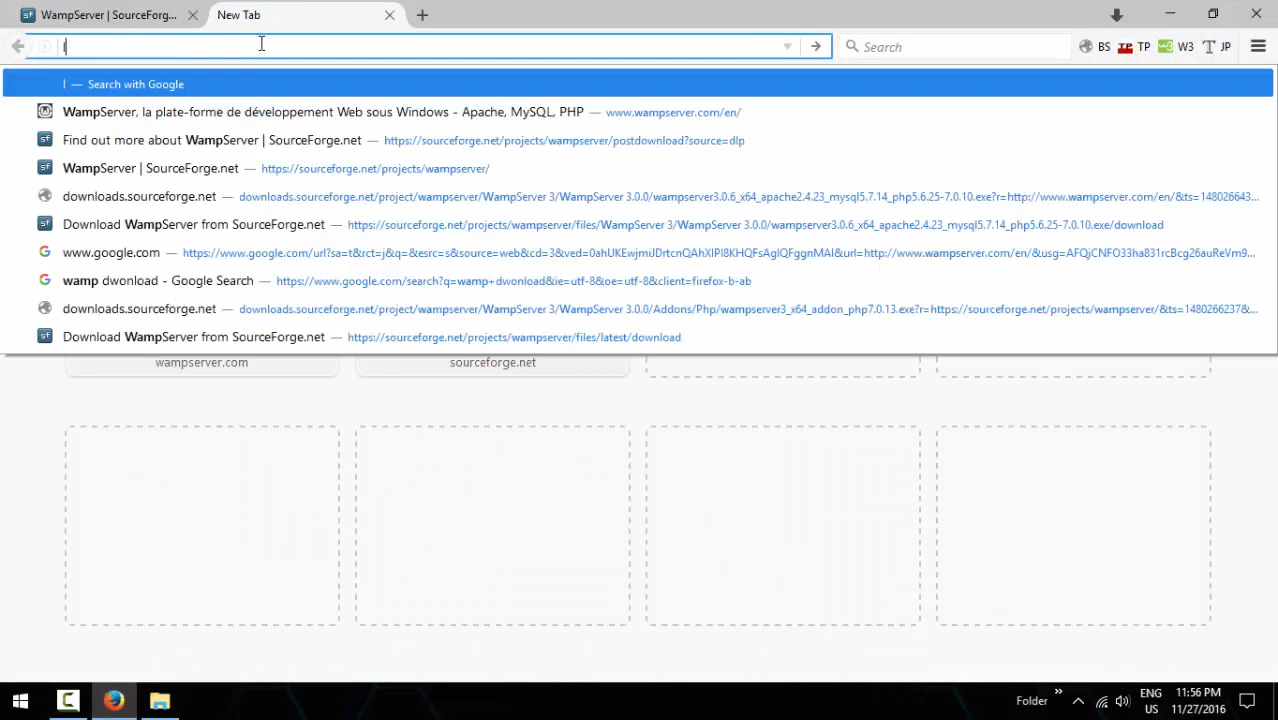 WampServer | SourceForg...
New Tab
l
Search
BS
TP
W3
JP
l — Search with Google
WampServer, la plate-forme de développement Web sous Windows - Apache, MySQL, PHP — www.wampserver.com/en/
Find out more about WampServer | SourceForge.net — https://sourceforge.net/projects/wampserver/postdownload?source=dlp
WampServer | SourceForge.net — https://sourceforge.net/projects/wampserver/
downloads.sourceforge.net — downloads.sourceforge.net/project/wampserver/WampServer 3/WampServer 3.0.0/wampserver3.0.6_x64_apache2.4.23_mysql5.7.14_php5.6.25-7.0.10.exe?r=http://www.wampserver.com/en/&ts=148026643...
Download WampServer from SourceForge.net — https://sourceforge.net/projects/wampserver/files/WampServer 3/WampServer 3.0.0/wampserver3.0.6_x64_apache2.4.23_mysql5.7.14_php5.6.25-7.0.10.exe/download
www.google.com — https://www.google.com/url?sa=t&rct=j&q=&esrc=s&source=web&cd=3&ved=0ahUKEwjmiJDrtcnQAhXIPI8KHQFsAgIQFggnMAI&url=http://www.wampserver.com/en/&usg=AFQjCNFO33ha831rcBcg26auReVm9...
wamp dwonload - Google Search — https://www.google.com/search?q=wamp+dwonload&ie=utf-8&oe=utf-8&client=firefox-b-ab
downloads.sourceforge.net — downloads.sourceforge.net/project/wampserver/WampServer 3/WampServer 3.0.0/Addons/Php/wampserver3_x64_addon_php7.0.13.exe?r=https://sourceforge.net/projects/wampserver/&ts=1480266237&...
Download WampServer from SourceForge.net — https://sourceforge.net/projects/wampserver/files/latest/download
wampserver.com
sourceforge.net
Folder
ENG
US
11:56 PM
11/27/2016